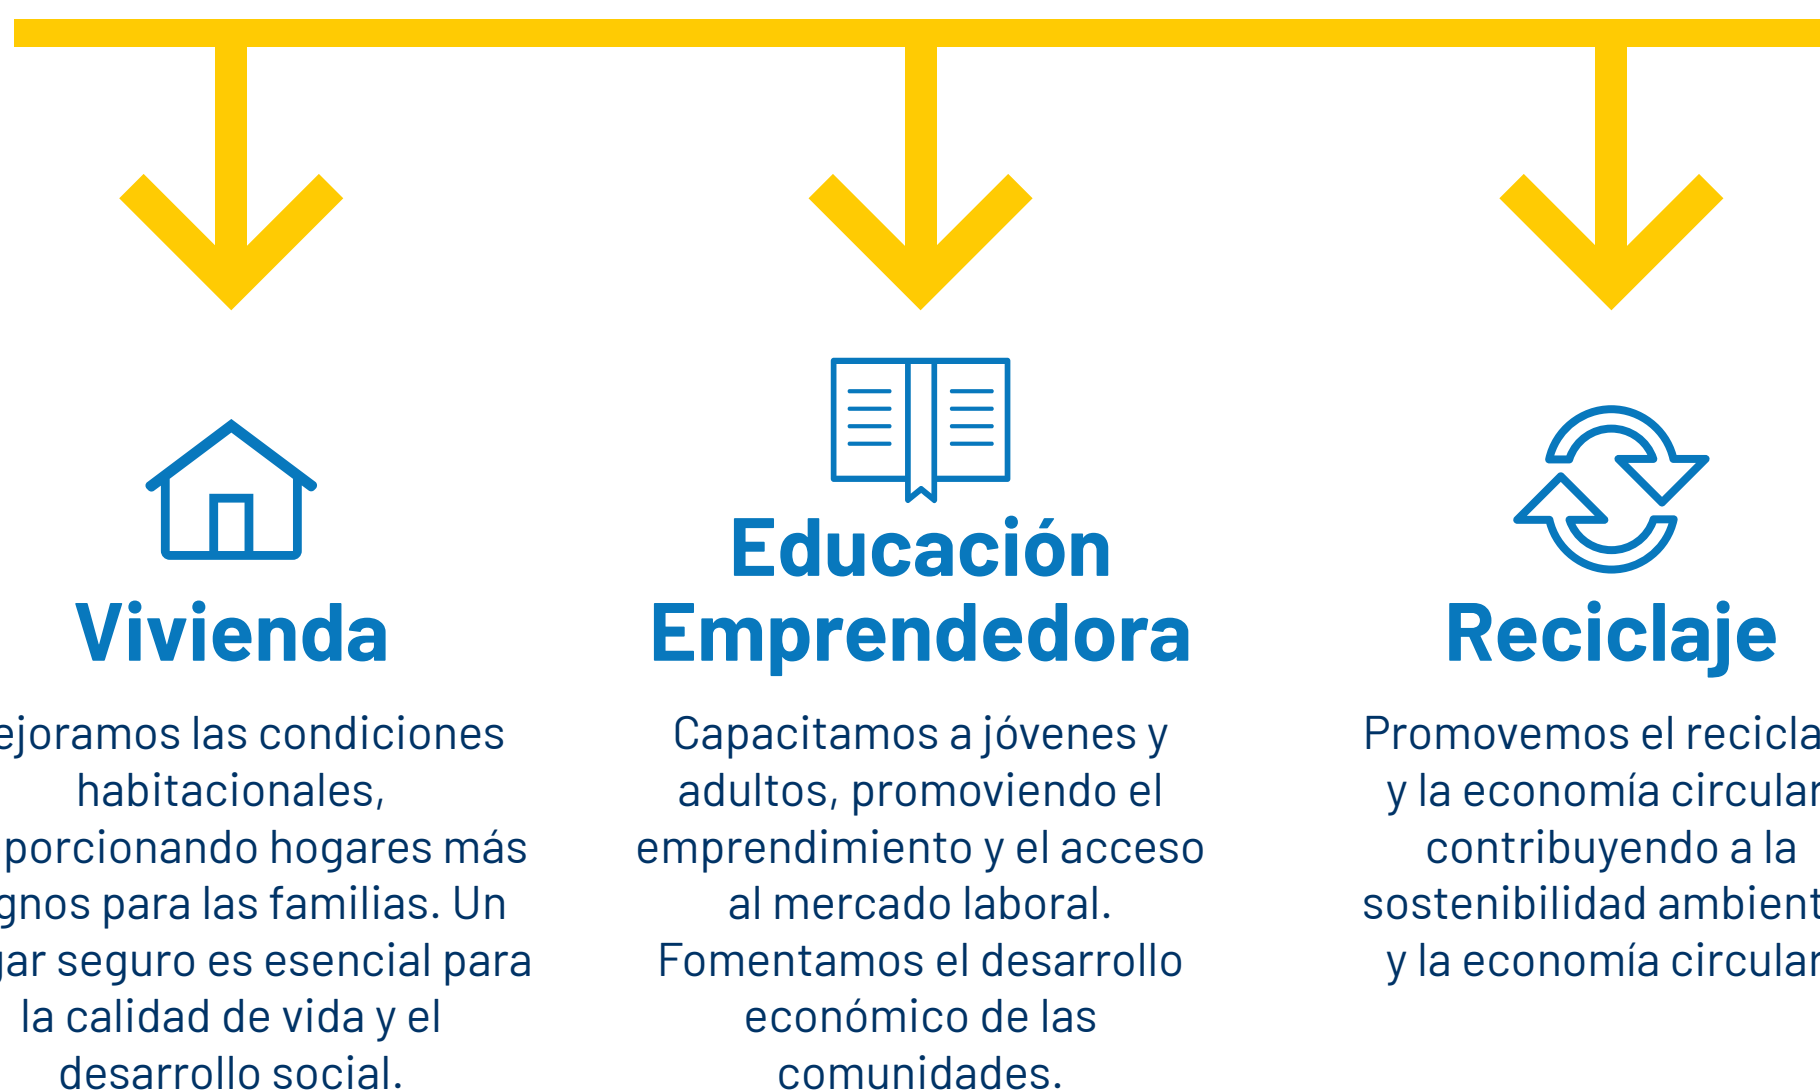 Vivienda
ejoramos las condiciones
habitacionales,
porcionando hogares más
gnos para las familias. Un
gar seguro es esencial para
la calidad de vida y el
desarrollo social.
Educación
Emprendedora
Capacitamos a jóvenes y
adultos, promoviendo el
emprendimiento y el acceso
al mercado laboral.
Fomentamos el desarrollo
económico de las
comunidades.
Reciclaje
Promovemos el recicla
y la economía circular
contribuyendo a la
sostenibilidad ambient
y la economía circular